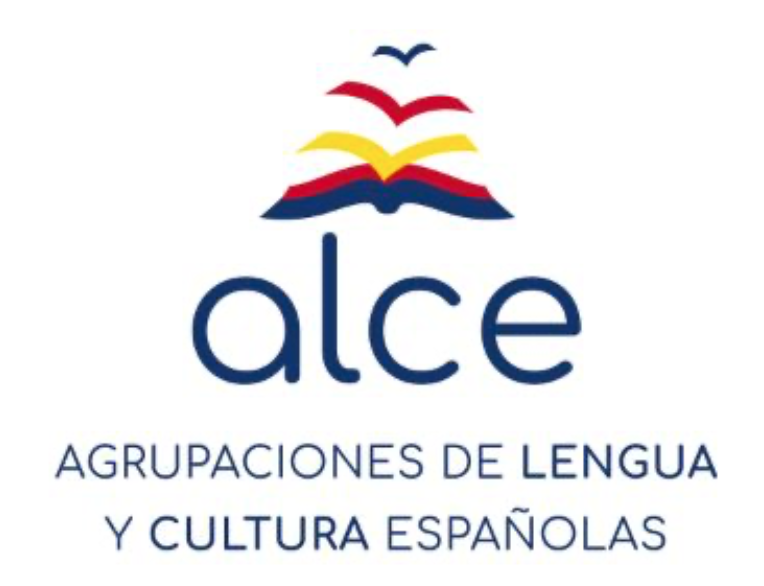 alce
AGRUPACIONES DE LENGUA
Y CULTURA ESPAÑOLAS